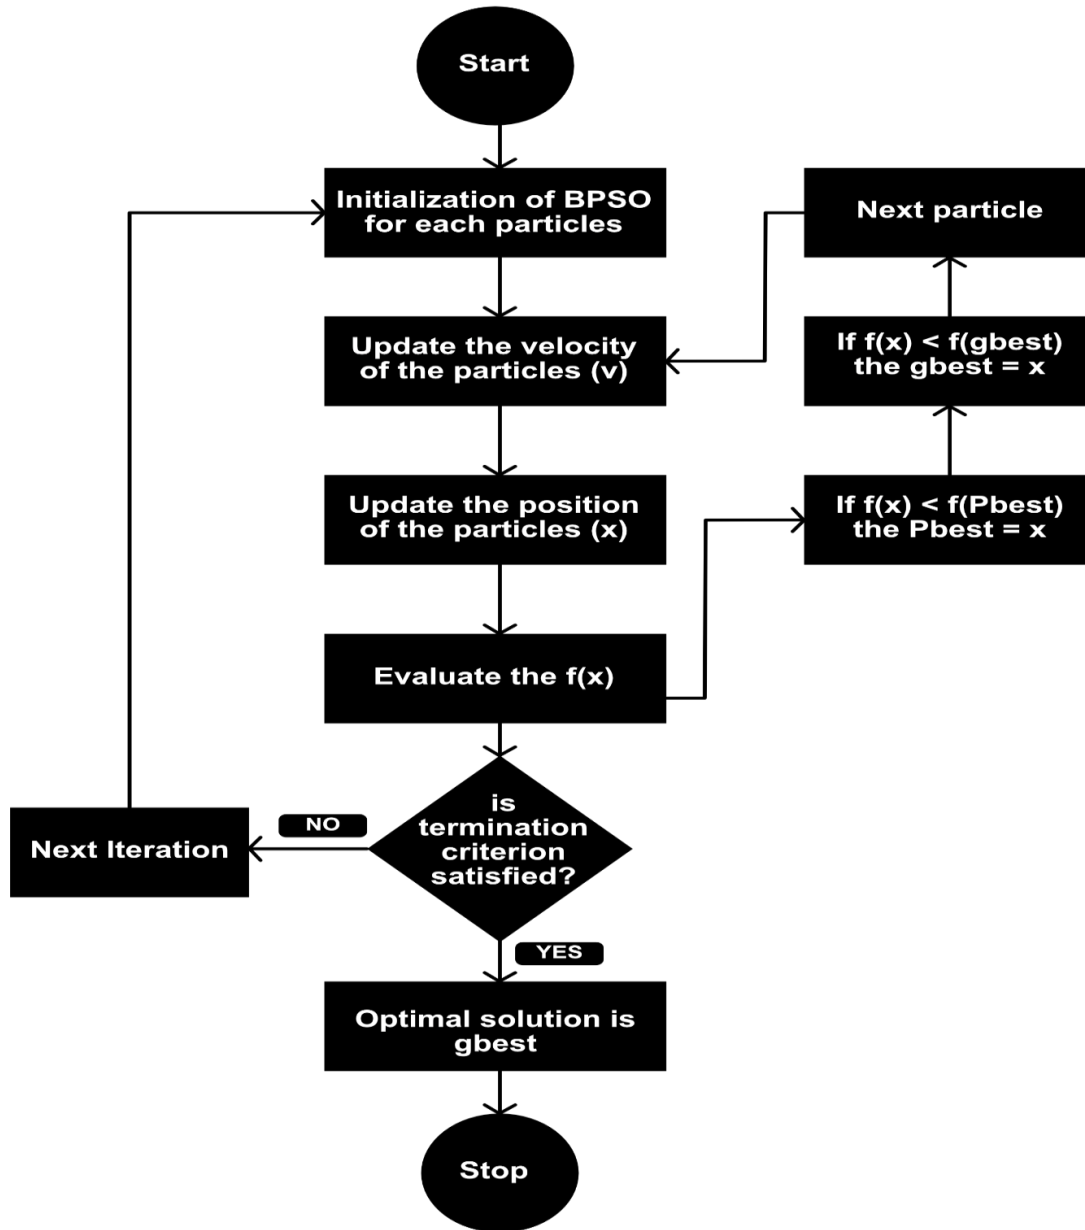 Start
Initialization of BPSO
for each particles
Next particle
Update the velocity
of the particles (v)
If f(x) < f(gbest)
the gbest = x
Update the position
of the particles (x)
If f(x) < f(Pbest)
the Pbest = x
Evaluate the f(x)
is
termination
criterion
satisfied?
NO
Next Iteration
YES
Optimal solution is
gbest
Stop